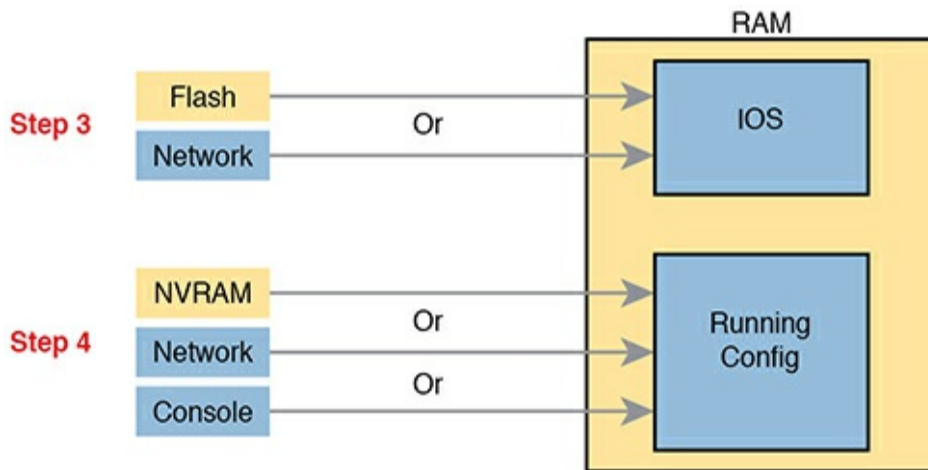 RAM
Step 3
Flash
Or
Network
IOS
Step 4
NVRAM
Or
Network
Or
Console
Running
Config